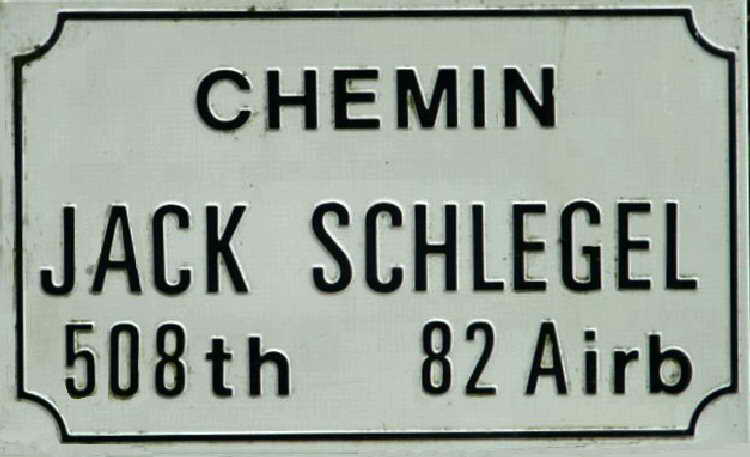 CHEMIN
JACK SCHLEGEL
508th 82 Airb